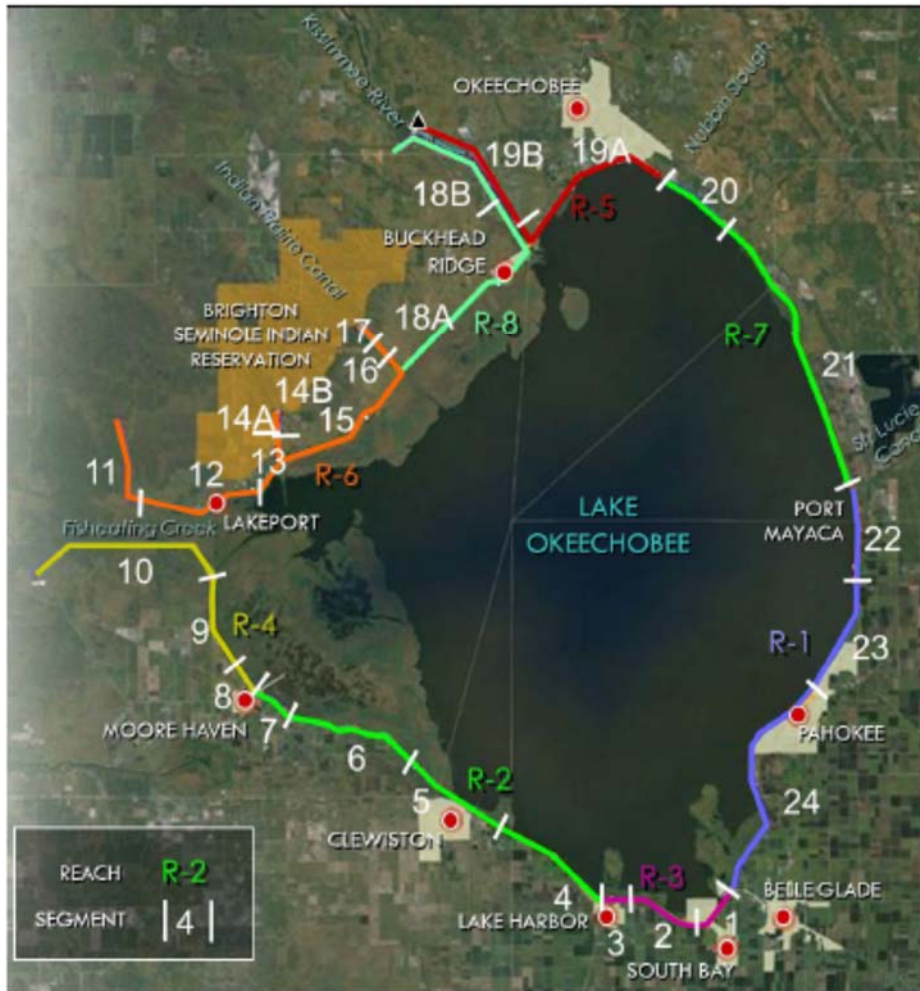 OKEECHOBEE
Kissimmee River
Nubbin Slough
19A
19B
20
18B
R-5
BUCKHEAD
RIDGE
Indian Prairie Canal
BRIGHTON
SEMINOLE INDIAN
RESERVATION
17
18A
R-8
R-7
16
21
14B
14A
15
St. Lucie
Canal
13
R-6
11
12
LAKEPORT
Fisheating Creek
LAKE
OKEECHOBEE
PORT
MAYACA
22
10
9
R-4
R-1
23
8
MOORE HAVEN
7
PAHOKEE
6
R-2
5
CLEWISTON
24
REACH R-2
SEGMENT |4|
R-3
BELLE GLADE
4
LAKE HARBOR
3
2
1
SOUTH BAY